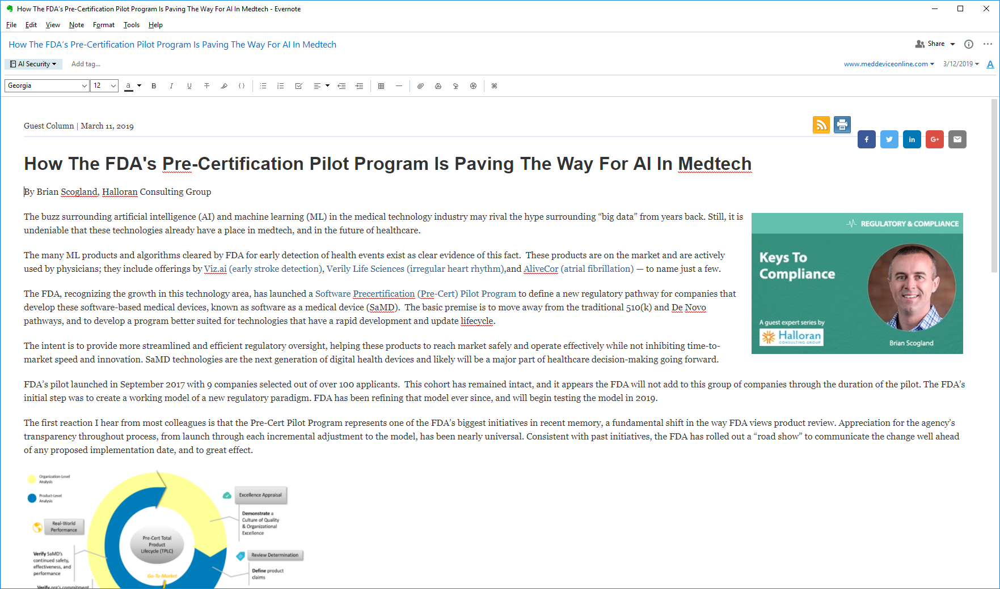 How The FDA's Pre-Certification Pilot Program Is Paving The Way For AI In Medtech - Evernote
File Edit View Note Format Tools Help
How The FDA's Pre-Certification Pilot Program Is Paving The Way For AI In Medtech
Share
AI Security
Add tag...
www.meddeviceonline.com
3/12/2019
A
Georgia
12
a B I U T { }
Guest Column | March 11, 2019
f in G+
How The FDA's Pre-Certification Pilot Program Is Paving The Way For AI In Medtech
By Brian Scogland, Halloran Consulting Group
The buzz surrounding artificial intelligence (AI) and machine learning (ML) in the medical technology industry may rival the hype surrounding “big data” from years back. Still, it is
undeniable that these technologies already have a place in medtech, and in the future of healthcare.
The many ML products and algorithms cleared by FDA for early detection of health events exist as clear evidence of this fact.  These products are on the market and are actively
used by physicians; they include offerings by Viz.ai (early stroke detection), Verily Life Sciences (irregular heart rhythm),and AliveCor (atrial fibrillation) — to name just a few.
The FDA, recognizing the growth in this technology area, has launched a Software Precertification (Pre-Cert) Pilot Program to define a new regulatory pathway for companies that
develop these software-based medical devices, known as software as a medical device (SaMD).  The basic premise is to move away from the traditional 510(k) and De Novo
pathways, and to develop a program better suited for technologies that have a rapid development and update lifecycle.
The intent is to provide more streamlined and efficient regulatory oversight, helping these products to reach market safely and operate effectively while not inhibiting time-to-
market speed and innovation. SaMD technologies are the next generation of digital health devices and likely will be a major part of healthcare decision-making going forward.
REGULATORY & COMPLIANCE
Keys To
Compliance
A guest expert series by
Halloran
CONSULTING GROUP
Brian Scogland
FDA’s pilot launched in September 2017 with 9 companies selected out of over 100 applicants.  This cohort has remained intact, and it appears the FDA will not add to this group of companies through the duration of the pilot. The FDA’s
initial step was to create a working model of a new regulatory paradigm. FDA has been refining that model ever since, and will begin testing the model in 2019.
The first reaction I hear from most colleagues is that the Pre-Cert Pilot Program represents one of the FDA’s biggest initiatives in recent memory, a fundamental shift in the way FDA views product review. Appreciation for the agency’s
transparency throughout process, from launch through each incremental adjustment to the model, has been nearly universal. Consistent with past initiatives, the FDA has rolled out a “road show” to communicate the change well ahead
of any proposed implementation date, and to great effect.
Organization-Level
Analysis
Product-Level
Analysis
Real-World
Performance
Verify SaMD's
continued safety,
effectiveness, and
performance
Verify org's commitment
Pre-Cert Total
Product
Lifecycle (TPLC)
Go-To-Market
Excellence Appraisal
Demonstrate a
Culture of Quality
& Organizational
Excellence
Review Determination
Define product
claims